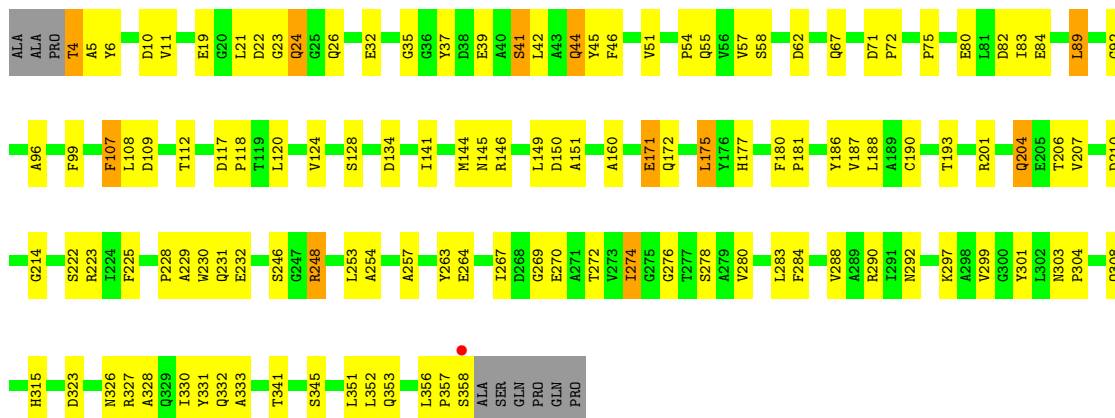 ALA ALA PRO T4 A5 Y6 D10 V11 E19 G20 L21 D22 G23 Q24 G25 Q26 E32 G35 G36 Y37 D38 E39 A40 S41 L42 A43 Q44 Y45 F46 V51 P54 Q55 V56 V57 S58 D62 Q67 D71 P72 P75 E80 L81 D82 I83 E84 L89
A96 F99 F107 L108 D109 T112 D117 P118 T119 L120 V124 S128 D134 I141 M144 N145 R146 L149 D150 A151 A160 E171 Q172 L175 Y176 H177 F180 P181 Y186 V187 L188 A189 C190 T193 R201 Q204 E205 T206 V207
G214 S222 R223 I224 F225 P228 A229 W230 Q231 E232 S246 G247 R248 L253 A254 A257 Y263 E264 I267 D268 G269 E270 A271 T272 V273 I274 G275 G276 T277 S278 A279 V280 L283 F284 V288 A289 R290 I291 N292 K297 A298 V299 G300 Y301 L302 N303 P304
H315 D323 N326 R327 A328 Q329 I330 Y331 Q332 A333 T341 S345 L351 L352 Q353 L356 P357 S358 ALA SER GLN PRO GLN PRO